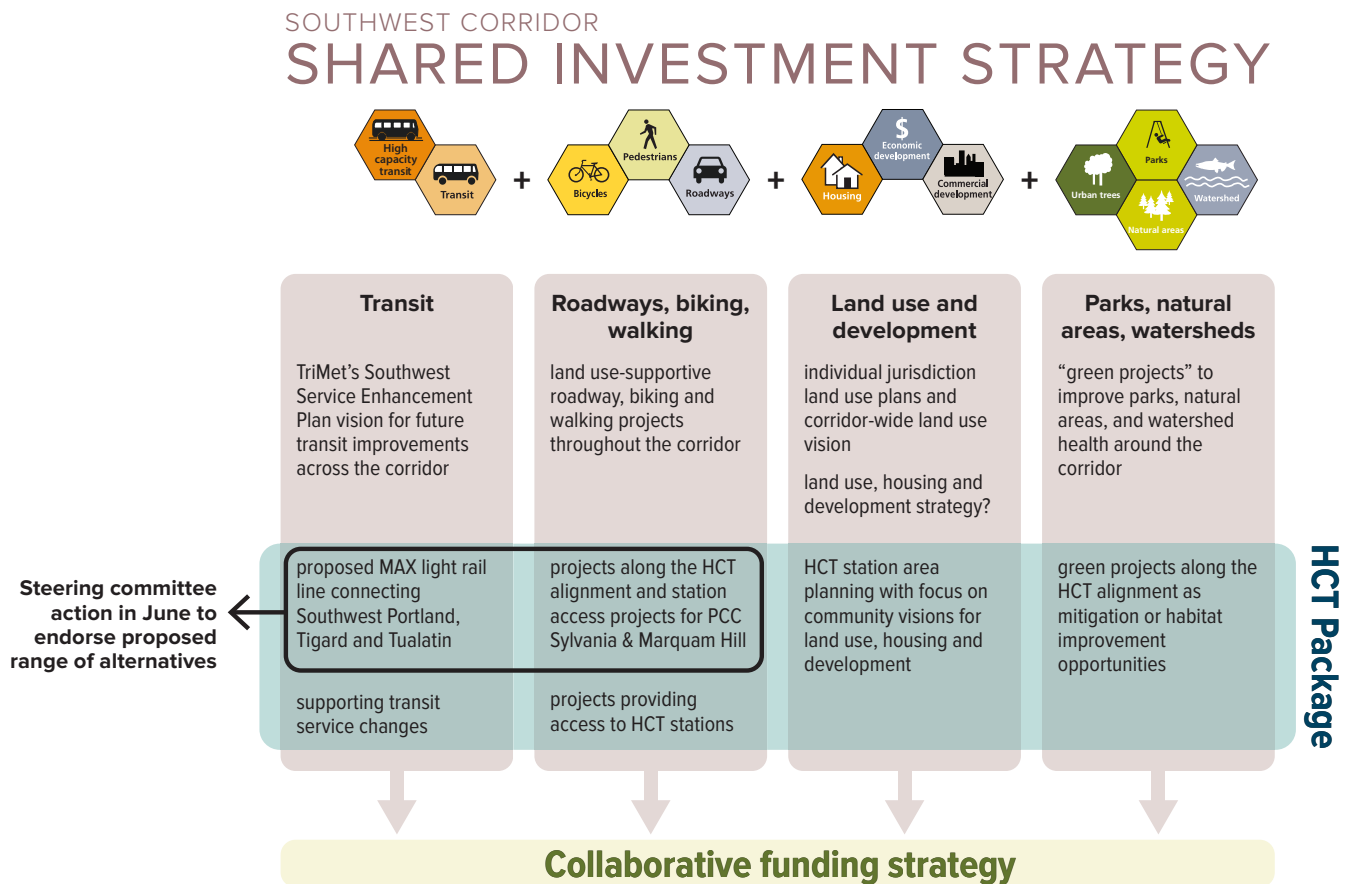 SOUTHWEST CORRIDOR
SHARED INVESTMENT STRATEGY
High
capacity
transit
Transit
+
Bicycles
Pedestrians
Roadways
+
Housing
$
Economic
development
Commercial
development
+
Urban trees
Parks
Natural areas
Watershed
Transit
TriMet’s Southwest
Service Enhancement
Plan vision for future
transit improvements
across the corridor
Roadways, biking,
walking
land use-supportive
roadway, biking and
walking projects
throughout the corridor
Land use and
development
individual jurisdiction
land use plans and
corridor-wide land use
vision
land use, housing and
development strategy?
Parks, natural
areas, watersheds
“green projects” to
improve parks, natural
areas, and watershed
health around the
corridor
Steering committee
action in June to
endorse proposed
range of alternatives
proposed MAX light rail
line connecting
Southwest Portland,
Tigard and Tualatin
supporting transit
service changes
projects along the HCT
alignment and station
access projects for PCC
Sylvania & Marquam Hill
projects providing
access to HCT stations
HCT station area
planning with focus on
community visions for
land use, housing and
development
green projects along the
HCT alignment as
mitigation or habitat
improvement
opportunities
HCT Package
Collaborative funding strategy